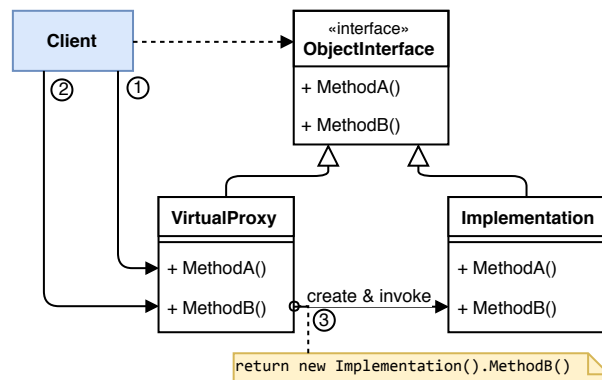 Client
«interface»
ObjectInterface
+ MethodA()
+ MethodB()
②
①
VirtualProxy
+ MethodA()
+ MethodB()
Implementation
+ MethodA()
+ MethodB()
create & invoke
③
return new Implementation().MethodB()